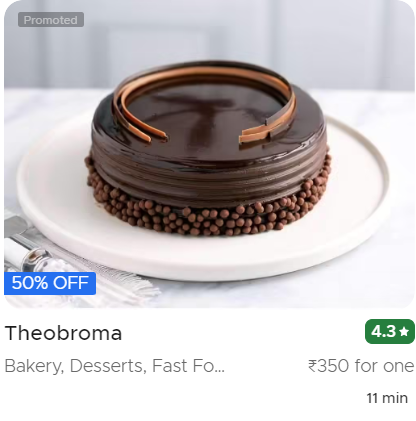 Promoted
50% OFF
Theobroma
4.3★
Bakery, Desserts, Fast Fo...
₹350 for one
11 min